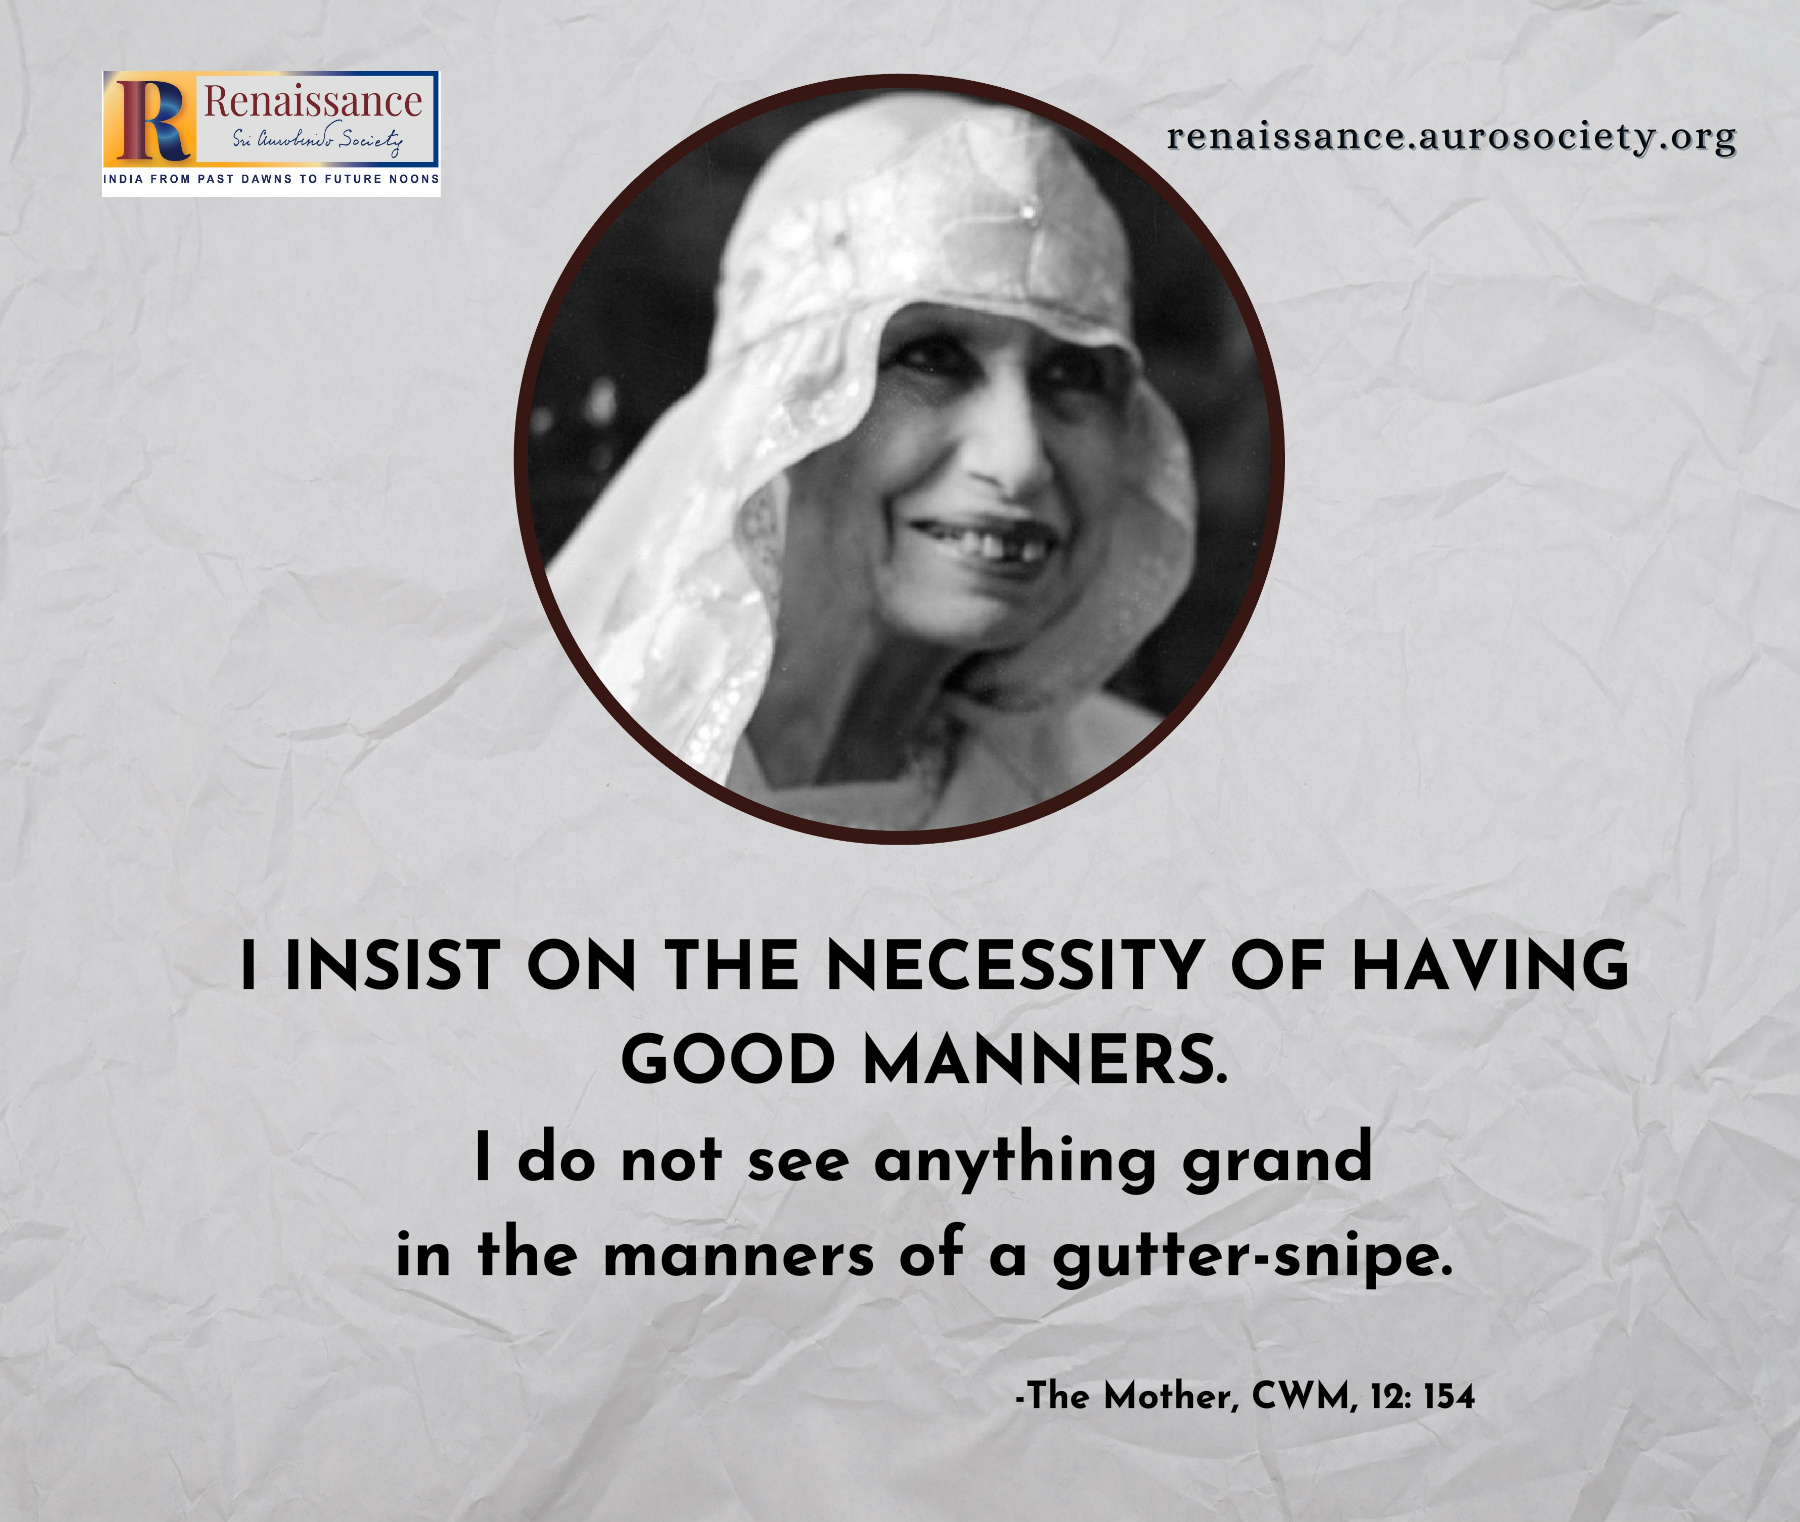 Renaissance
Sri Aurobindo Society
INDIA FROM PAST DAWNS TO FUTURE NOONS
renaissance.aurosociety.org
I INSIST ON THE NECESSITY OF HAVING
GOOD MANNERS.
I do not see anything grand
in the manners of a gutter-snipe.
-The Mother, CWM, 12: 154